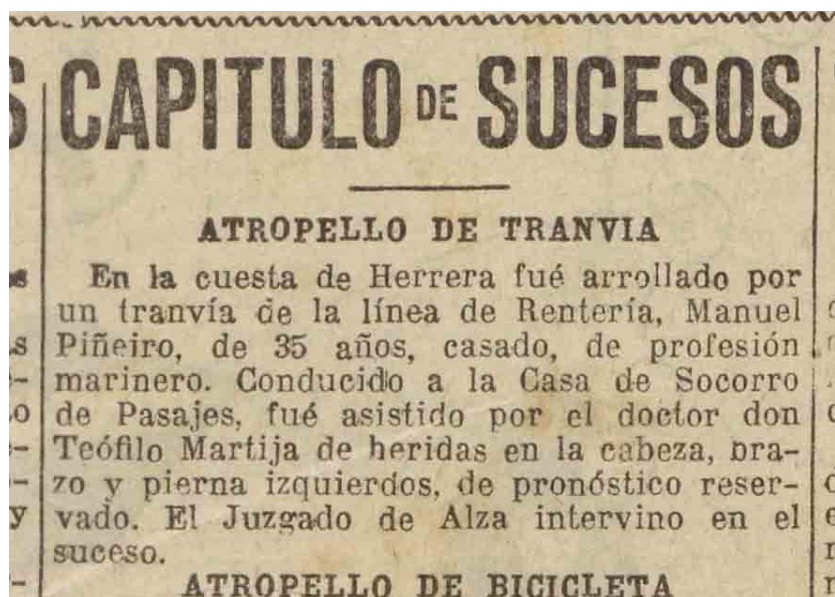 CAPITULO DE SUCESOS
ATROPELLO DE TRANVIA
En la cuesta de Herrera fué arrollado por
un tranvía de la línea de Rentería, Manuel
Piñeiro, de 35 años, casado, de profesión
marinero. Conducido a la Casa de Socorro
de Pasajes, fué asistido por el doctor don
Teófilo Martija de heridas en la cabeza, bra-
zo y pierna izquierdos, de pronóstico reser-
vado. El Juzgado de Alza intervino en el
suceso.
ATROPELLO DE BICICLETA